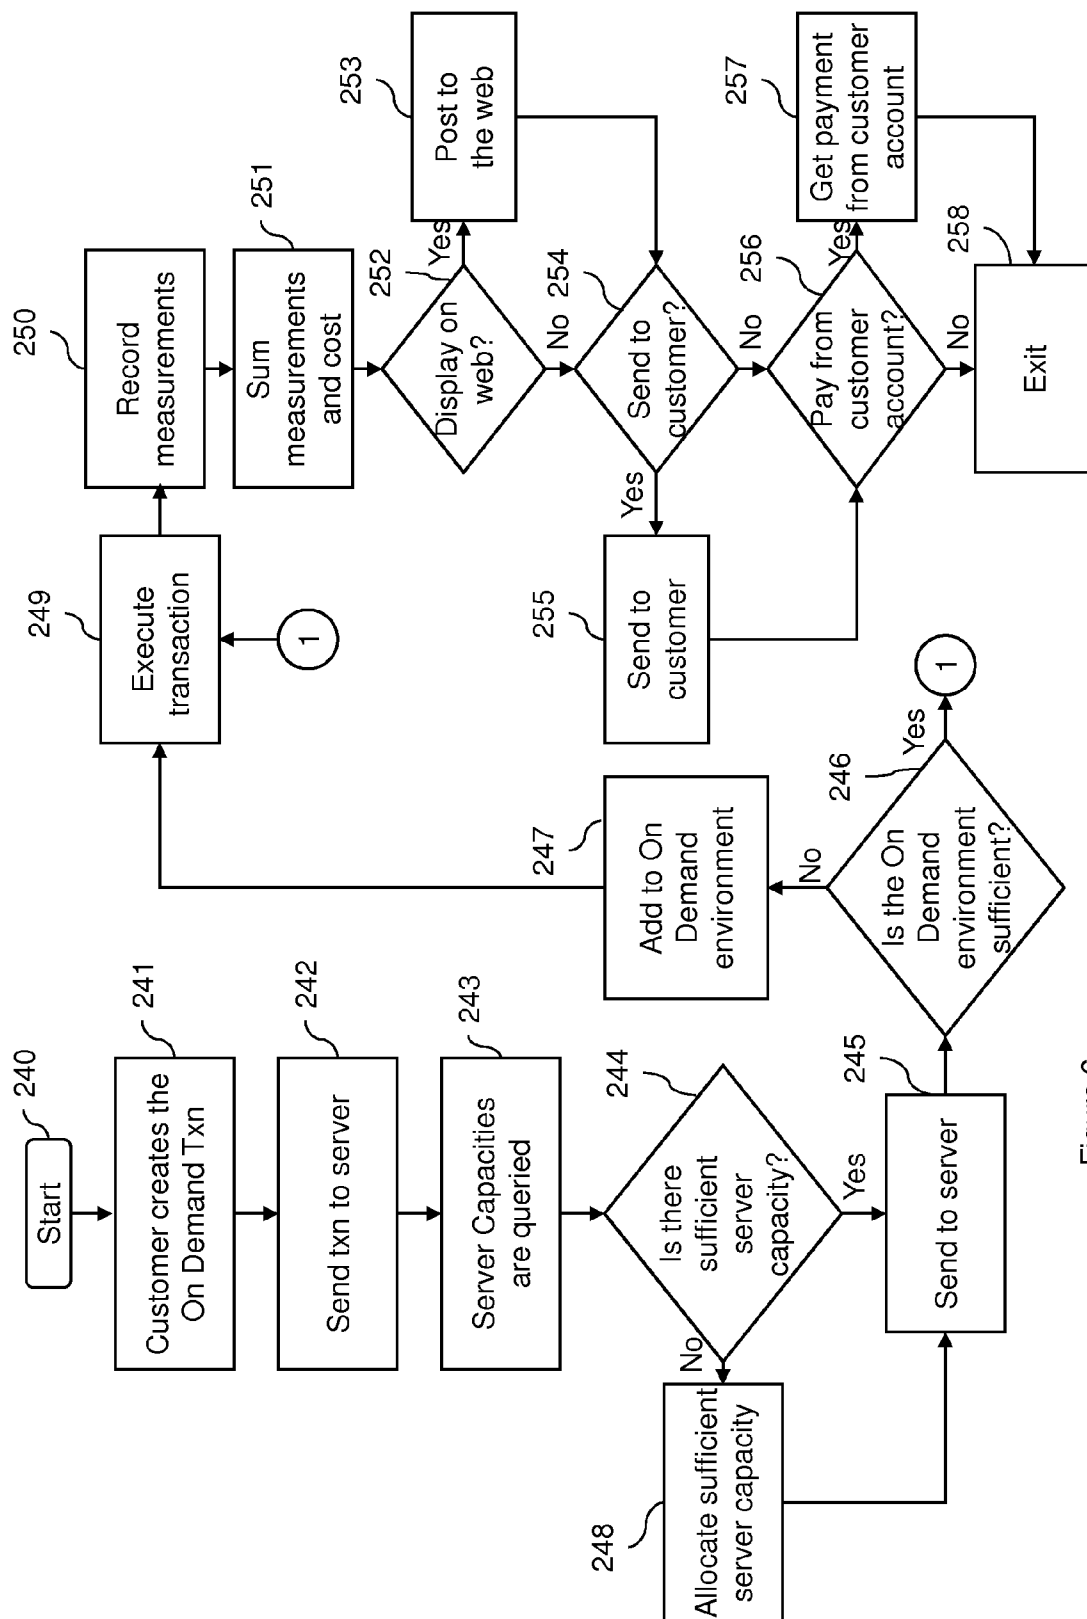 240
Start
241
Customer creates the
On Demand Txn
242
Send txn to server
243
Server Capacities
are queried
244
Is there
sufficient
server
capacity?
No
Yes
248
Allocate sufficient
server capacity
245
Send to server
246
Is the On
Demand
environment
sufficient?
No
Yes
1
247
Add to On
Demand
environment
249
Execute
transaction
1
250
Record
measurements
251
Sum
measurements
and cost
252
Display on
web?
Yes
No
253
Post to
the web
254
Send to
customer?
Yes
No
255
Send to
customer
256
Pay from
customer
account?
Yes
No
257
Get payment
from customer
account
258
Exit
Figure